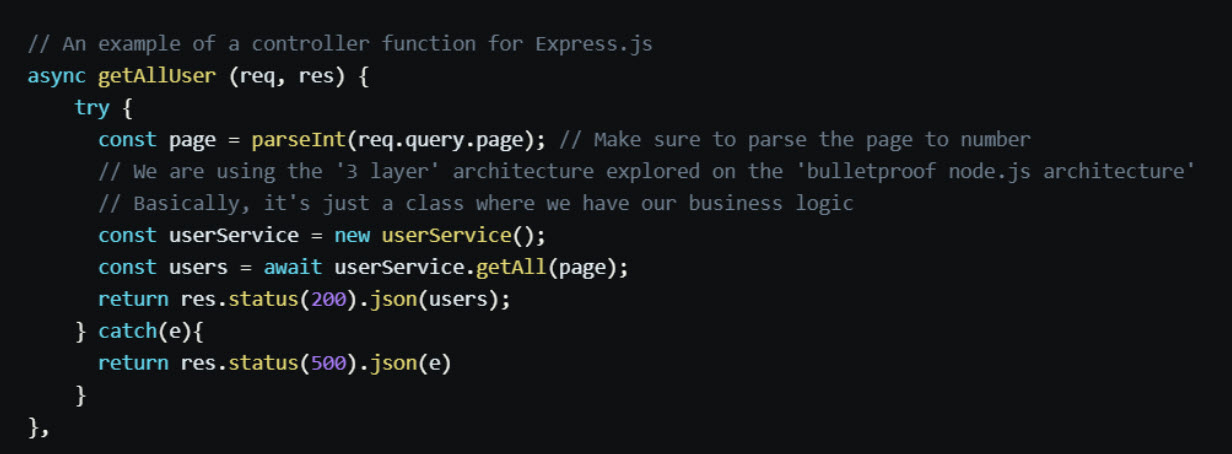 // An example of a controller function for Express.js
async getAllUser (req, res) {
    try {
      const page = parseInt(req.query.page); // Make sure to parse the page to number
      // We are using the '3 layer' architecture explored on the 'bulletproof node.js architecture'
      // Basically, it's just a class where we have our business logic
      const userService = new userService();
      const users = await userService.getAll(page);
      return res.status(200).json(users);
    } catch(e){
      return res.status(500).json(e)
    }
},